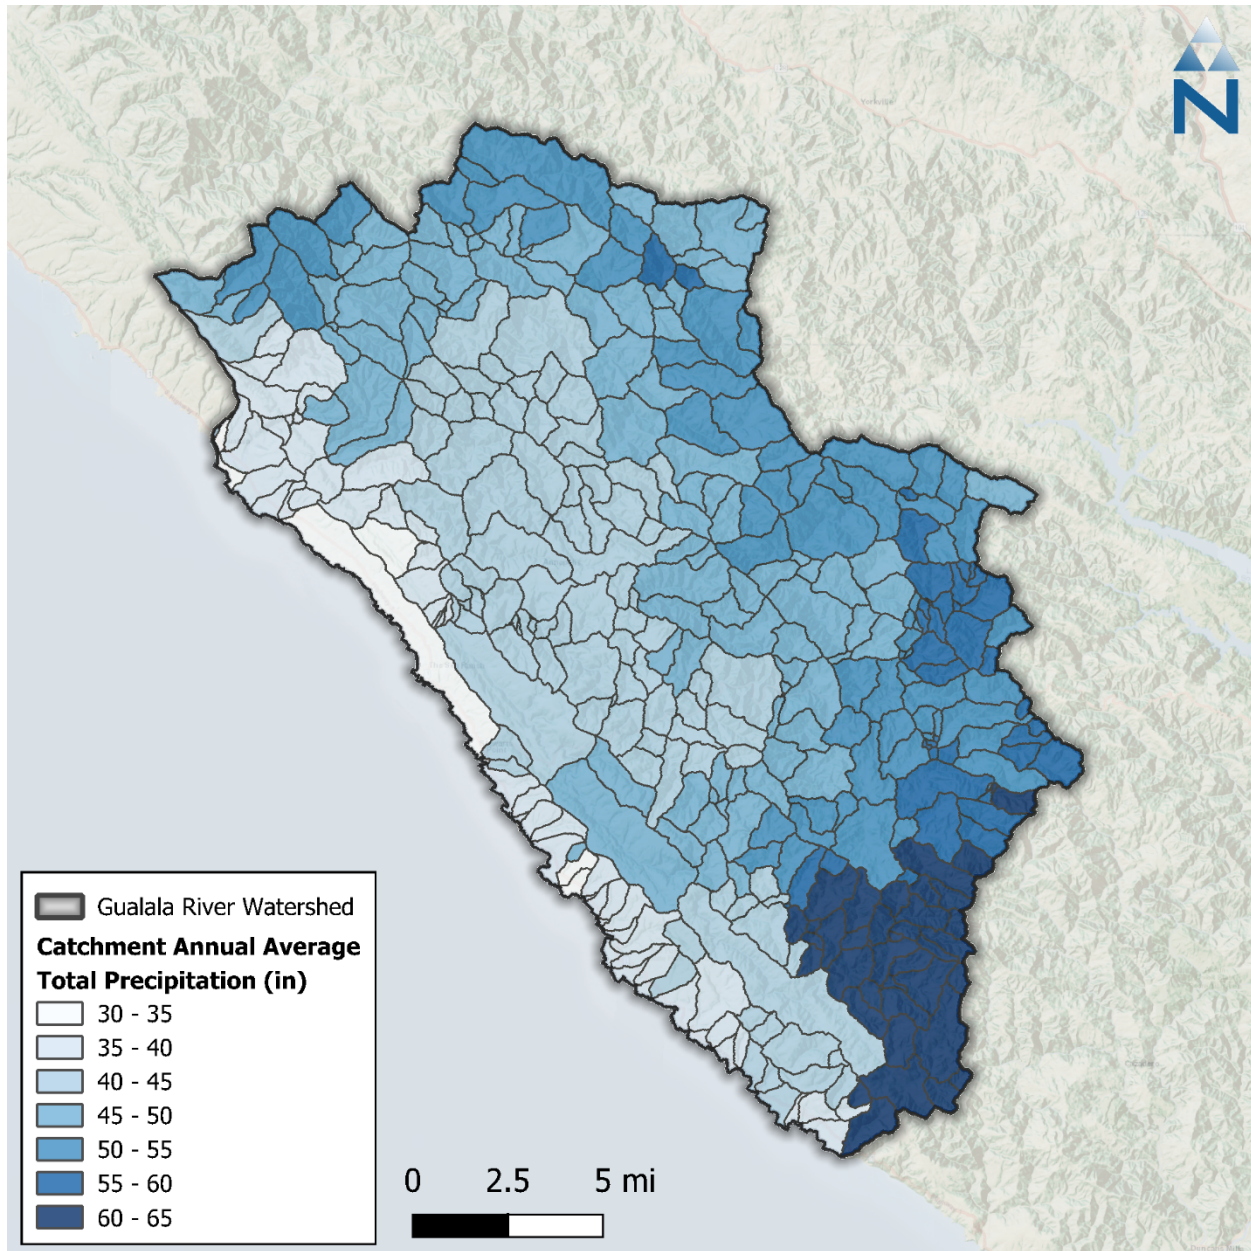 Yorkville
N
Gualala River Watershed
Catchment Annual Average
Total Precipitation (in)
30 - 35
35 - 40
40 - 45
45 - 50
50 - 55
55 - 60
60 - 65
0 2.5 5 mi